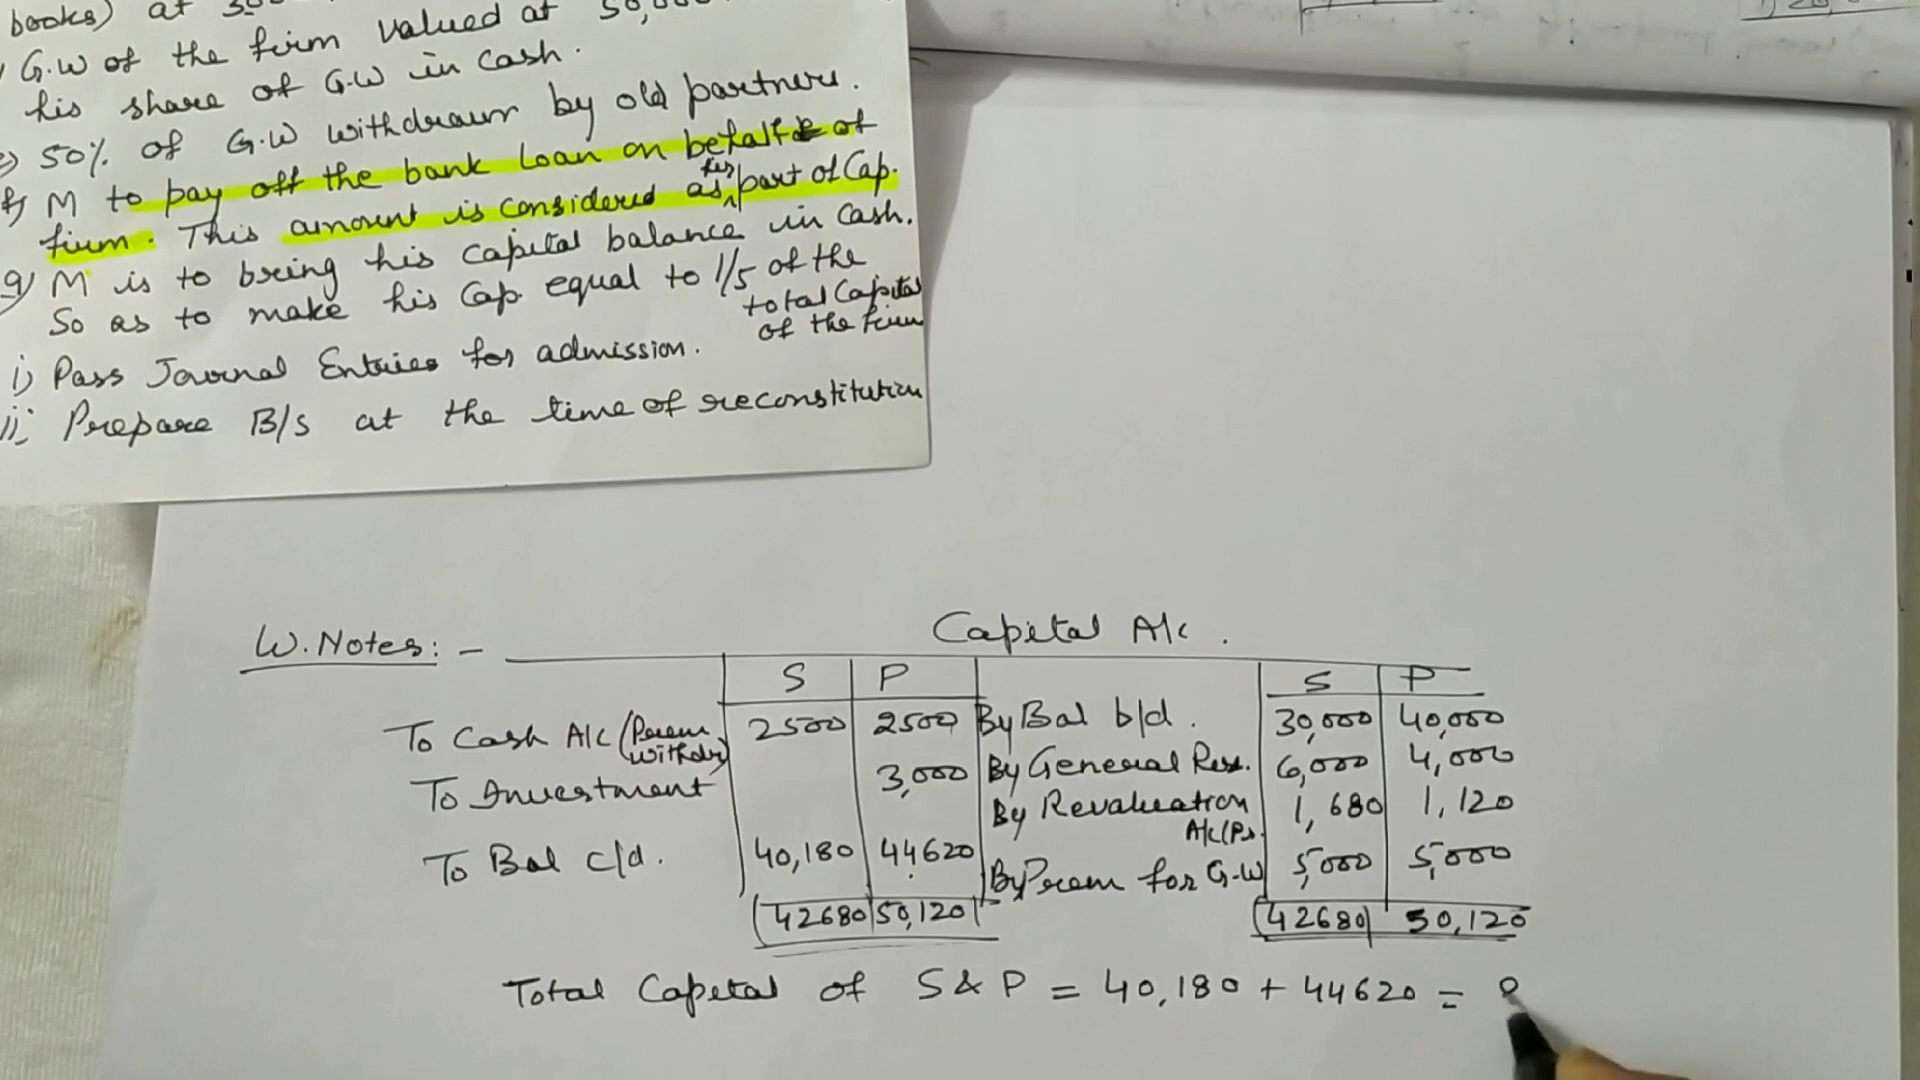 books) at
G.W of the firm valued at 50,
his share of G.W in cash.
50% of G.W withdrawn by old partners.
f) M to pay off the bank loan on behalf of
firm. This amount is considered as his part of Cap.
g) M is to bring his capital balance in cash.
So as to make his Cap. equal to 1/5 of the
total Capital
of the firm
i) Pass Journal Entries for admission.
ii) Prepare B/S at the time of reconstitution
W.Notes:-
Capital A/c.
S P S P
To Cash A/c (Prem withdr) 2500 2500 By Bal b/d. 30,000 40,000
To Investment 3,000 By General Res. 6,000 4,000
By Revaluation A/c (Pr. 1,680 1,120
To Bal c/d. 40,180 44620 By Prem for G.W 5,000 5,000
42680 50,120 42680 50,120
Total Capital of S & P = 40,180 + 44620 =